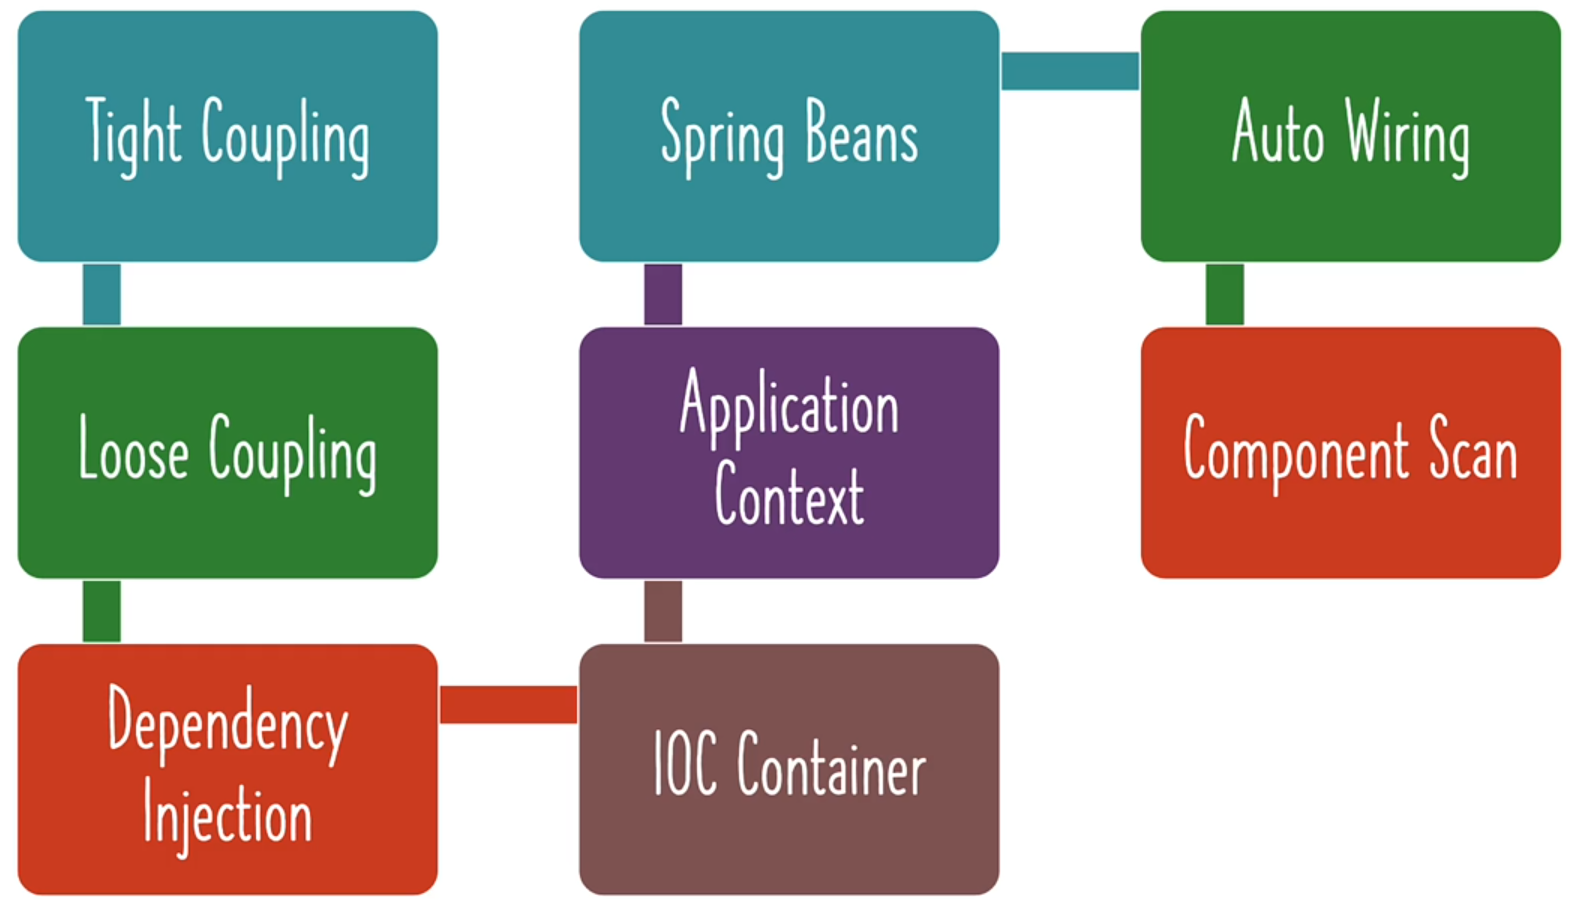 Tight Coupling
Loose Coupling
Dependency
Injection
IOC Container
Application
Context
Spring Beans
Auto Wiring
Component Scan